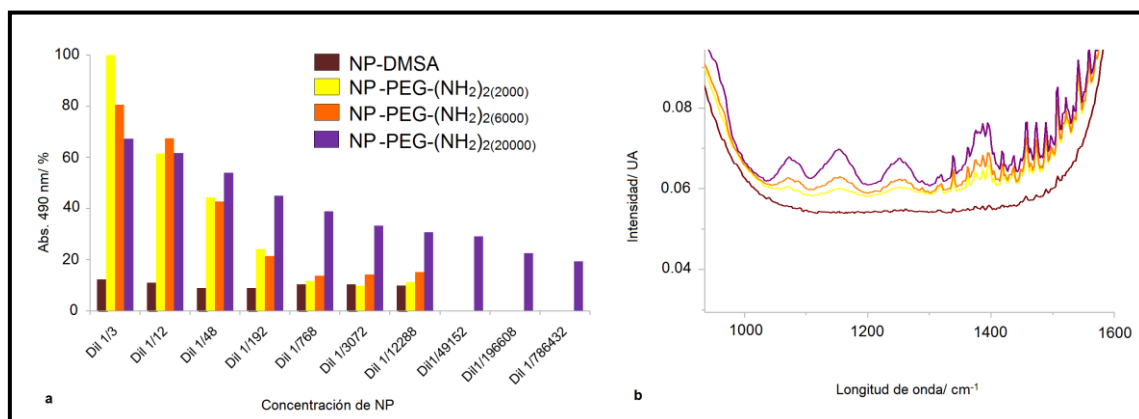 100
80
60
40
20
0
Abs. 490 nm/ %
NP-DMSA
NP-PEG-(NH2)2(2000)
NP-PEG-(NH2)2(6000)
NP-PEG-(NH2)2(20000)
Dil 1/3
Dil 1/12
Dil 1/48
Dil 1/192
Dil 1/768
Dil 1/3072
Dil 1/12288
Dil1/49152
Dil1/196608
Dil 1/786432
a
Concentración de NP
0.08
0.06
0.04
Intensidad/ UA
1000
1200
1400
1600
b
Longitud de onda/ cm-1